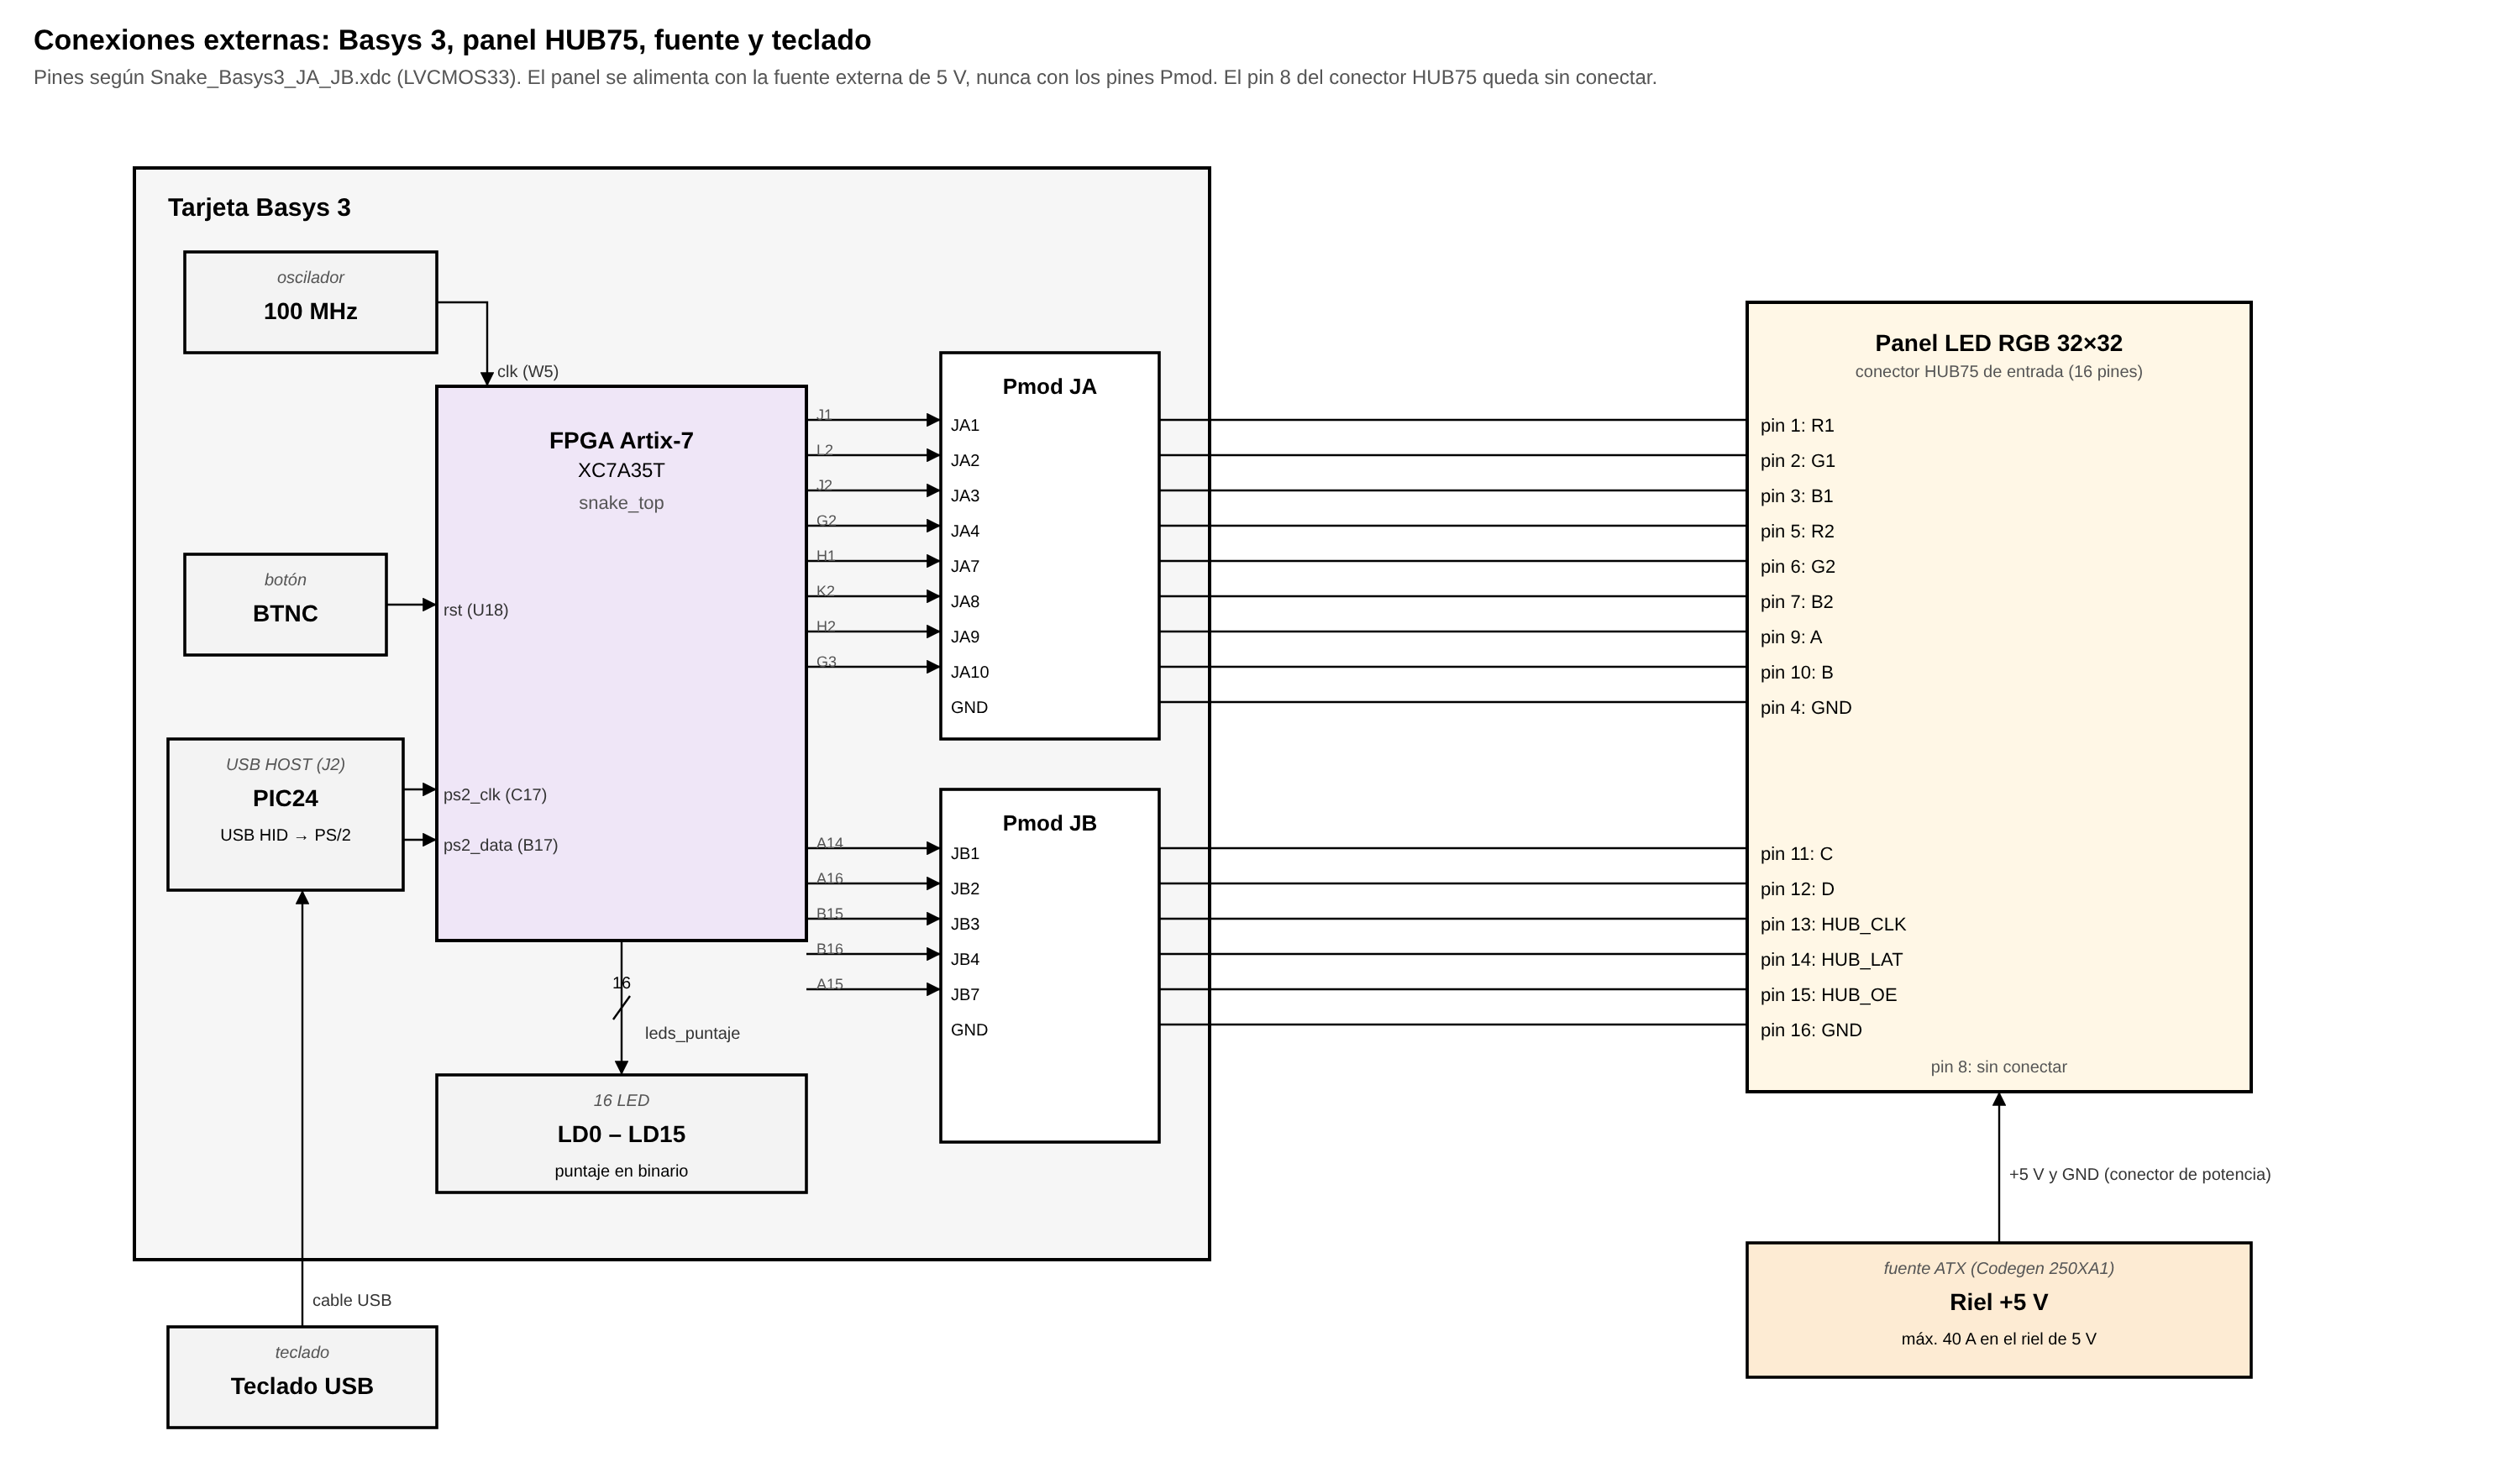 Conexiones externas: Basys 3, panel HUB75, fuente y teclado
Pines según Snake_Basys3_JA_JB.xdc (LVCMOS33). El panel se alimenta con la fuente externa de 5 V, nunca con los pines Pmod. El pin 8 del conector HUB75 queda sin conectar.
Tarjeta Basys 3
oscilador
100 MHz
clk (W5)
FPGA Artix-7
XC7A35T
snake_top
botón
BTNC
rst (U18)
USB HOST (J2)
PIC24
USB HID → PS/2
ps2_clk (C17)
ps2_data (B17)
16
leds_puntaje
16 LED
LD0 – LD15
puntaje en binario
cable USB
teclado
Teclado USB
J1
L2
J2
G2
H1
K2
H2
G3
Pmod JA
JA1
JA2
JA3
JA4
JA7
JA8
JA9
JA10
GND
A14
A16
B15
B16
A15
Pmod JB
JB1
JB2
JB3
JB4
JB7
GND
Panel LED RGB 32×32
conector HUB75 de entrada (16 pines)
pin 1: R1
pin 2: G1
pin 3: B1
pin 5: R2
pin 6: G2
pin 7: B2
pin 9: A
pin 10: B
pin 4: GND
pin 11: C
pin 12: D
pin 13: HUB_CLK
pin 14: HUB_LAT
pin 15: HUB_OE
pin 16: GND
pin 8: sin conectar
+5 V y GND (conector de potencia)
fuente ATX (Codegen 250XA1)
Riel +5 V
máx. 40 A en el riel de 5 V